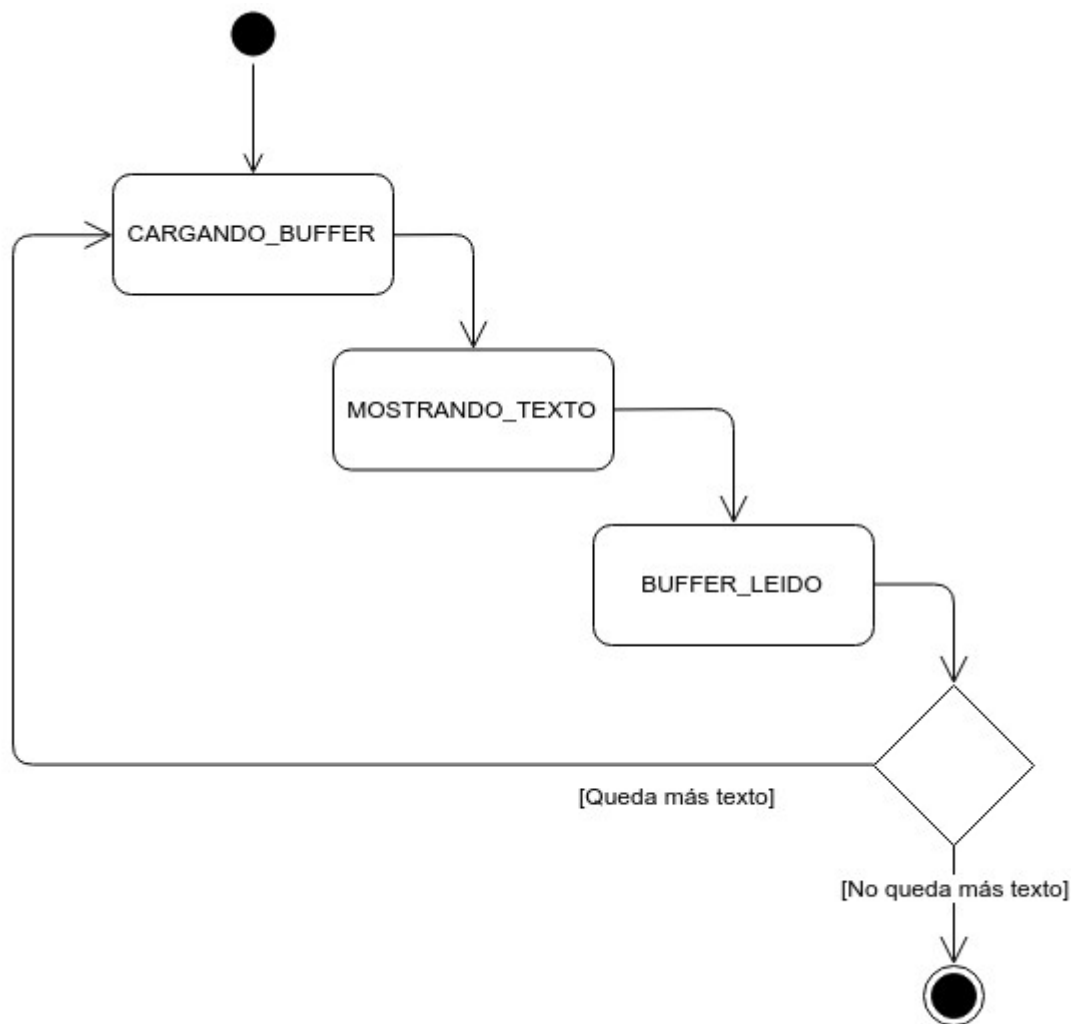 CARGANDO_BUFFER
MOSTRANDO_TEXTO
BUFFER_LEIDO
[Queda más texto]
[No queda más texto]